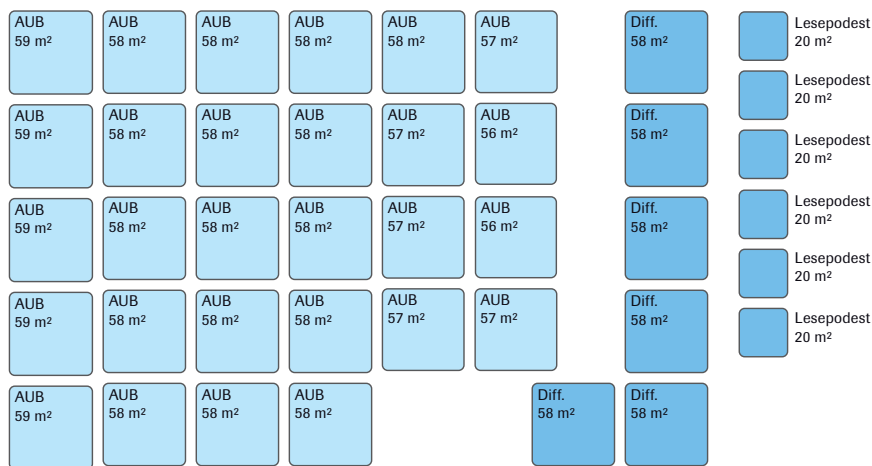 AUB
59 m²
AUB
58 m²
AUB
58 m²
AUB
58 m²
AUB
58 m²
AUB
57 m²
Diff.
58 m²
Lesepodest
20 m²
Lesepodest
20 m²
AUB
59 m²
AUB
58 m²
AUB
58 m²
AUB
58 m²
AUB
57 m²
AUB
56 m²
Diff.
58 m²
Lesepodest
20 m²
AUB
59 m²
AUB
58 m²
AUB
58 m²
AUB
58 m²
AUB
57 m²
AUB
56 m²
Diff.
58 m²
Lesepodest
20 m²
Lesepodest
20 m²
AUB
59 m²
AUB
58 m²
AUB
58 m²
AUB
58 m²
AUB
57 m²
AUB
57 m²
Diff.
58 m²
Lesepodest
20 m²
AUB
59 m²
AUB
58 m²
AUB
58 m²
AUB
58 m²
Diff.
58 m²
Diff.
58 m²